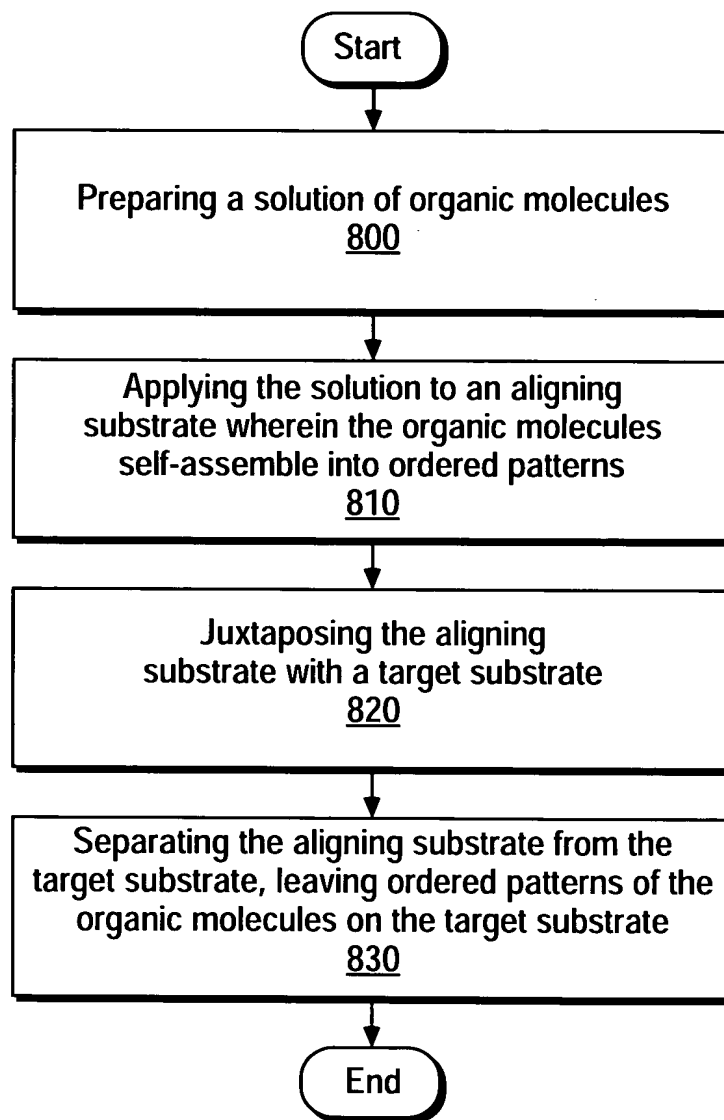 Start
Preparing a solution of organic molecules
800
Applying the solution to an aligning
substrate wherein the organic molecules
self-assemble into ordered patterns
810
Juxtaposing the aligning
substrate with a target substrate
820
Separating the aligning substrate from the
target substrate, leaving ordered patterns of the
organic molecules on the target substrate
830
End